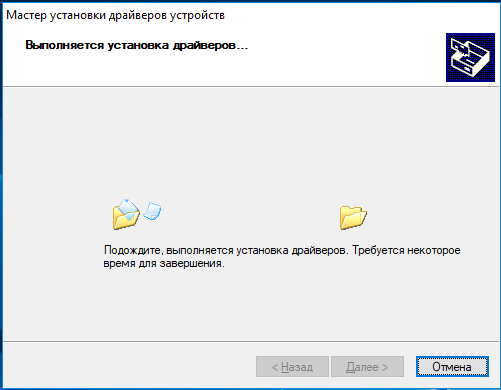 Мастер установки драйверов устройств
Выполняется установка драйверов...
Подождите, выполняется установка драйверов. Требуется некоторое
время для завершения.
< Назад
Далее >
Отмена